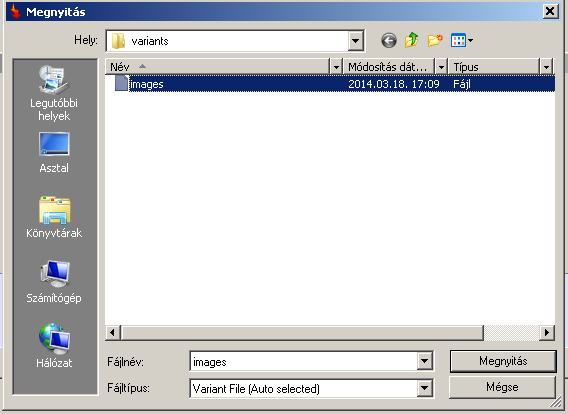 Megnyitás
Hely: variants
Név Módosítás dát... Típus
images 2014.03.18. 17:09 Fájl
Legutóbbi
helyek
Asztal
Könyvtárak
Számítógép
Hálózat
Fájlnév: images Megnyitás
Fájltípus: Variant File (Auto selected) Mégse